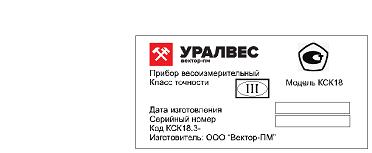 УРАЛВЕС
ВЕКТОР-ПМ
Прибор весоизмерительный
Класс точности III Модель КСК18
Дата изготовления
Серийный номер
Код КСК18.3-
Изготовитель: ООО "Вектор-ПМ"